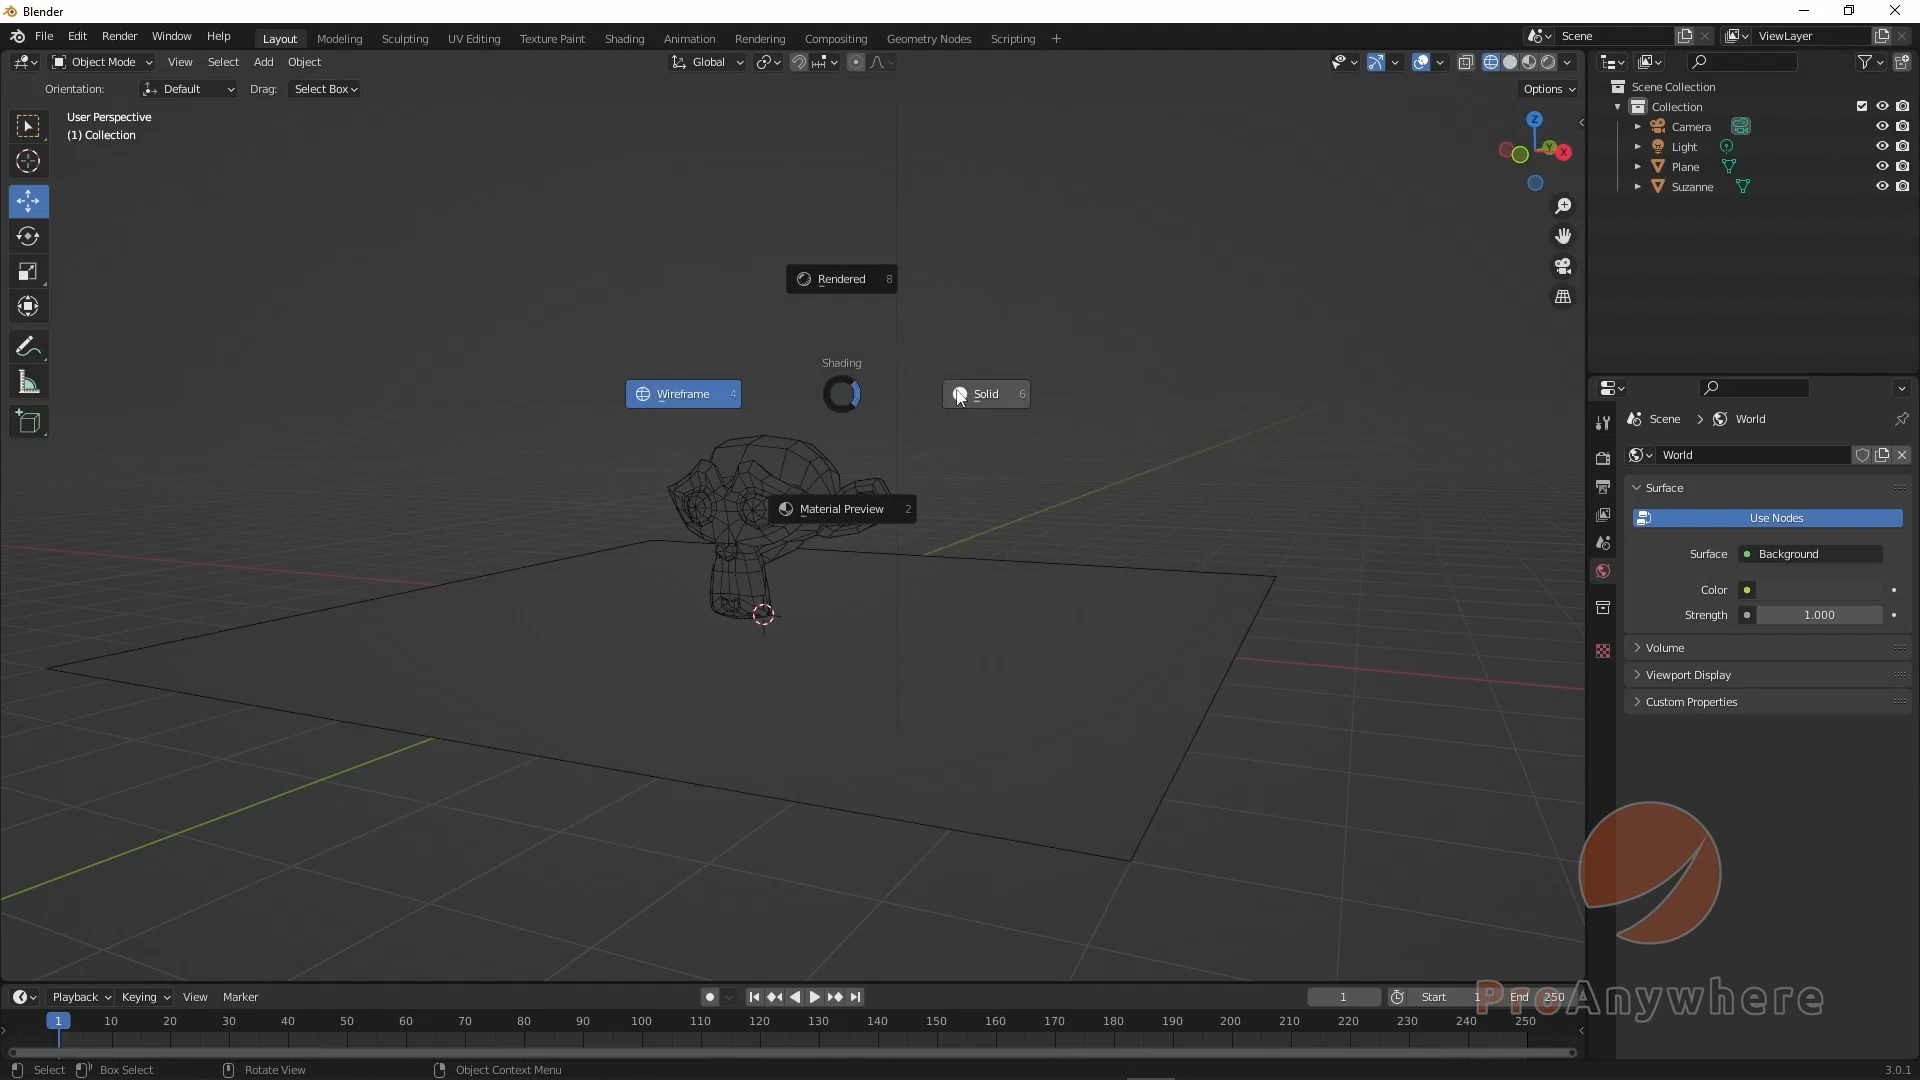 Blender
File Edit Render Window Help Layout Modeling Sculpting UV Editing Texture Paint Shading Animation Rendering Compositing Geometry Nodes Scripting + Scene ViewLayer
Object Mode View Select Add Object Global
Orientation: Default Drag: Select Box Options
User Perspective
(1) Collection
Z
Y
X
Rendered 8
Shading
Wireframe 4
Solid 6
Material Preview 2
Scene Collection
Collection
Camera
Light
Plane
Suzanne
Scene > World
World
Surface
Use Nodes
Surface Background
Color
Strength 1.000
Volume
Viewport Display
Custom Properties
Playback Keying View Marker 1 Start 1 End 250
ProAnywhere
1 10 20 30 40 50 60 70 80 90 100 110 120 130 140 150 160 170 180 190 200 210 220 230 240 250
Select Box Select Rotate View Object Context Menu 3.0.1